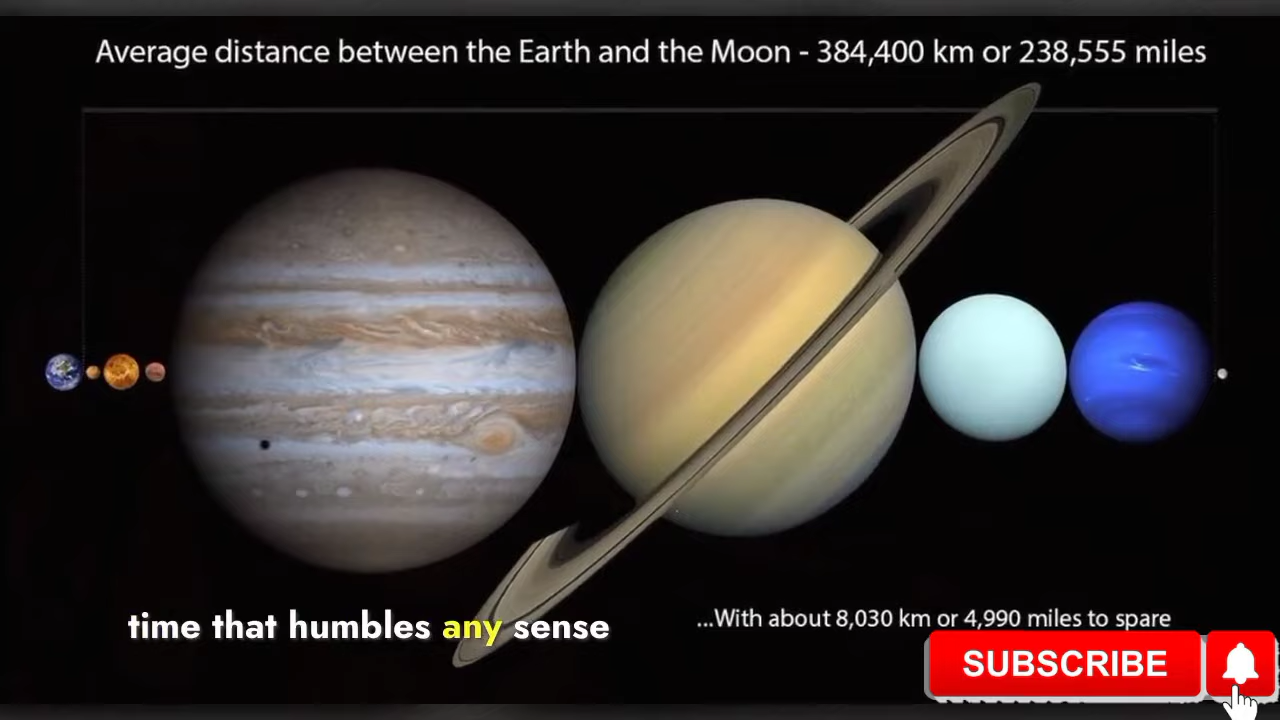 Average distance between the Earth and the Moon - 384,400 km or 238,555 miles
time that humbles any sense
...With about 8,030 km or 4,990 miles to spare
SUBSCRIBE